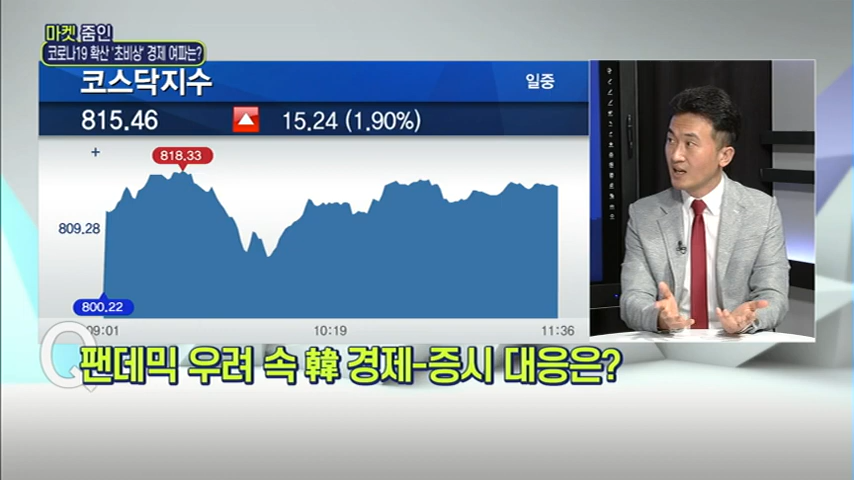 마켓 줌인
코로나19 확산 '초비상' 경제 여파는?
코스닥지수
일중
815.46 ▲ 15.24 (1.90%)
+
818.33
809.28
800.22
09:01 10:19 11:36
Q 팬데믹 우려 속 韓 경제-증시 대응은?